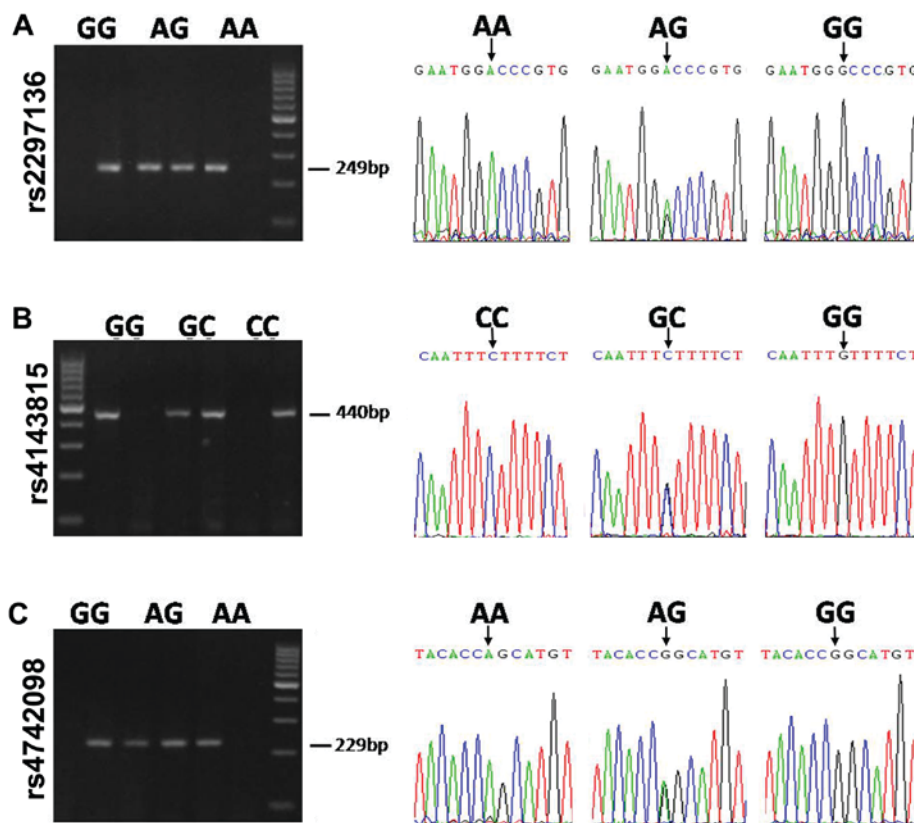 A
GG AG AA
rs2297136
249bp
AA AG GG
GAATGGACCCGTG GAATGGACCCGTG GAATGGGCCCGTG
B
GG GC CC
rs4143815
440bp
CC GC GG
CAATTTCTTTTCT CAATTTCTTTTCT CAATTTGTTTTCT
C
GG AG AA
rs4742098
229bp
AA AG GG
TACACCAGCATGT TACACCGGCATGT TACACCGGCATGT